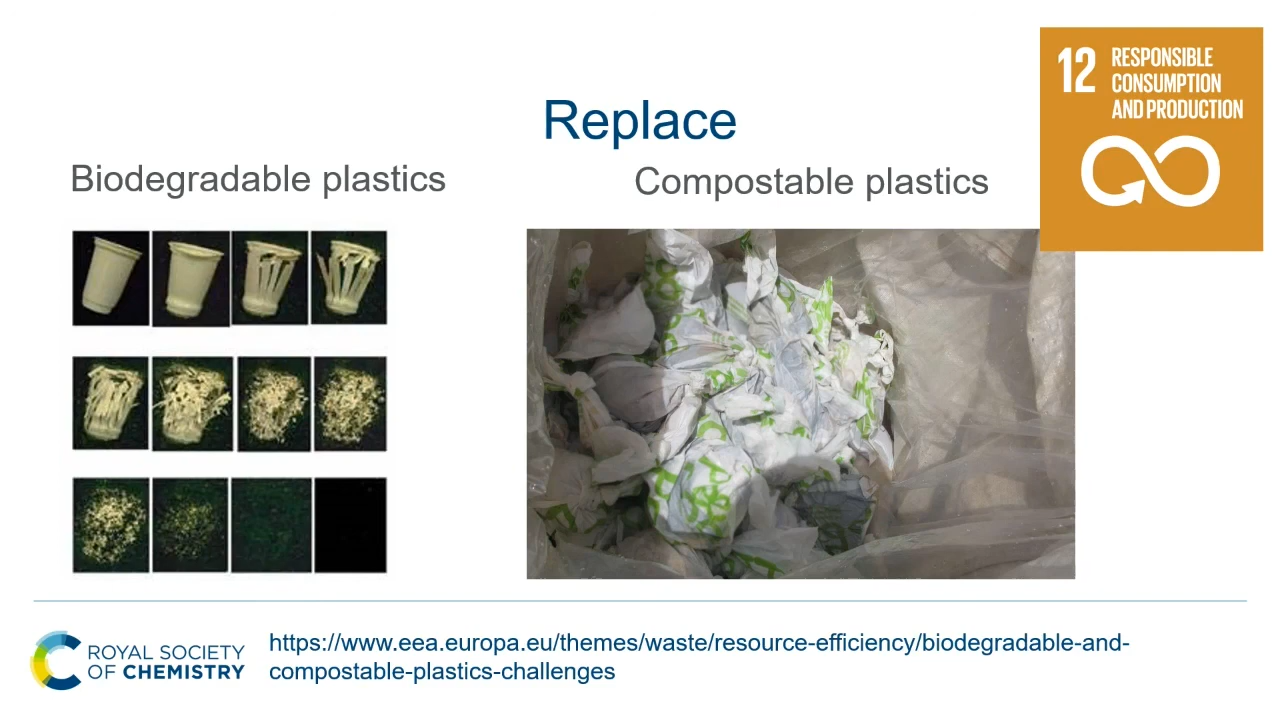 12 RESPONSIBLE
CONSUMPTION
AND PRODUCTION
Replace
Biodegradable plastics
Compostable plastics
ROYAL SOCIETY
OF CHEMISTRY
https://www.eea.europa.eu/themes/waste/resource-efficiency/biodegradable-and-
compostable-plastics-challenges